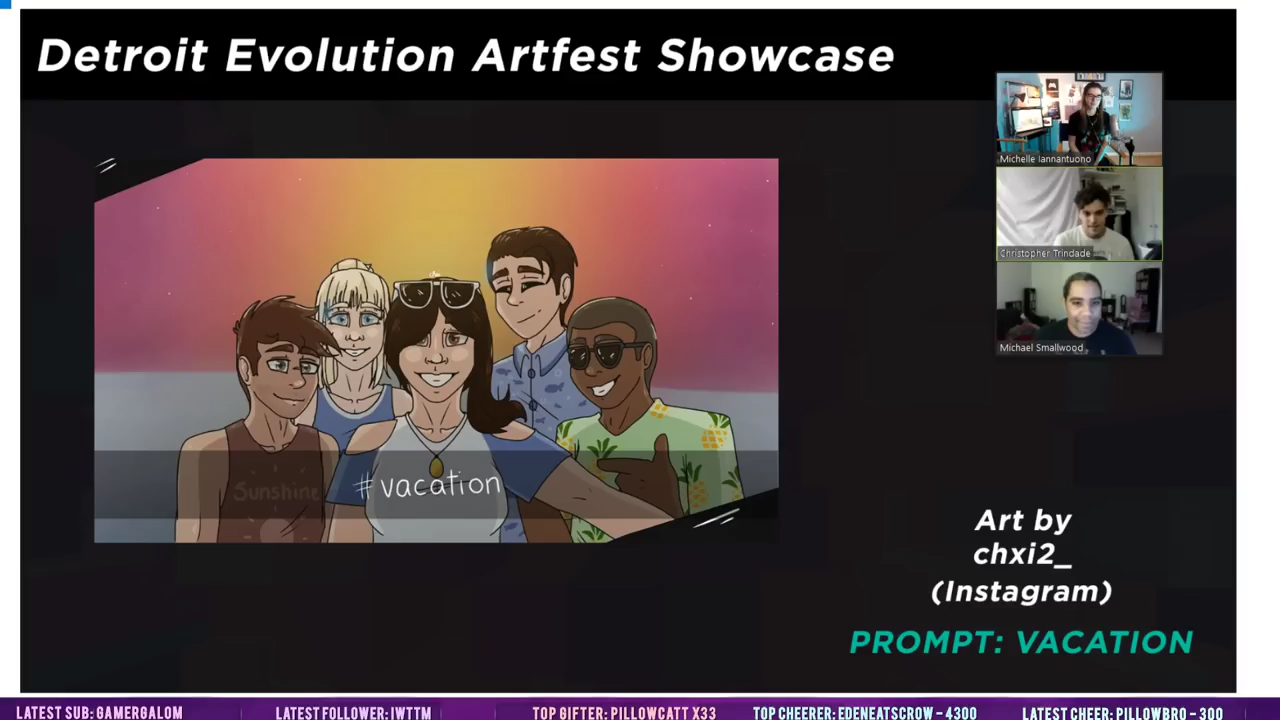 Detroit Evolution Artfest Showcase
Michelle Iannantuono
Christopher Trindade
Michael Smallwood
Sunshine
#vacation
Art by
chxi2_
(Instagram)
PROMPT: VACATION
LATEST SUB: GAMERGALOM
LATEST FOLLOWER: IWTTM
TOP GIFTER: PILLOWCATT X33
TOP CHEERER: EDENEATSCROW - 4300
LATEST CHEER: PILLOWBRO - 300